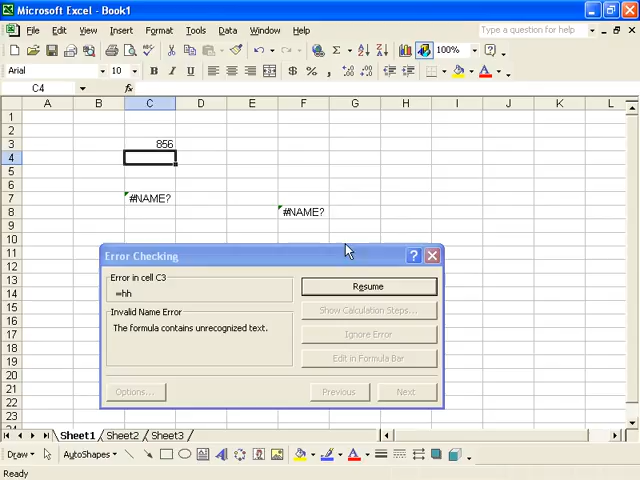 Microsoft Excel - Book1
File Edit View Insert Format Tools Data Window Help Type a question for help
100%
Arial 10 B I U
C4 fx
A B C D E F G H I J K L
1
2
3 856
4
5
6
7 #NAME?
8 #NAME?
9
10
11
12
13
14
15
16
17
18
19
20
21
22
23
Error Checking
Error in cell C3
=hh
Invalid Name Error
The formula contains unrecognized text.
Resume
Show Calculation Steps...
Ignore Error
Edit in Formula Bar
Options... Previous Next
Sheet1 Sheet2 Sheet3
Draw AutoShapes
Ready